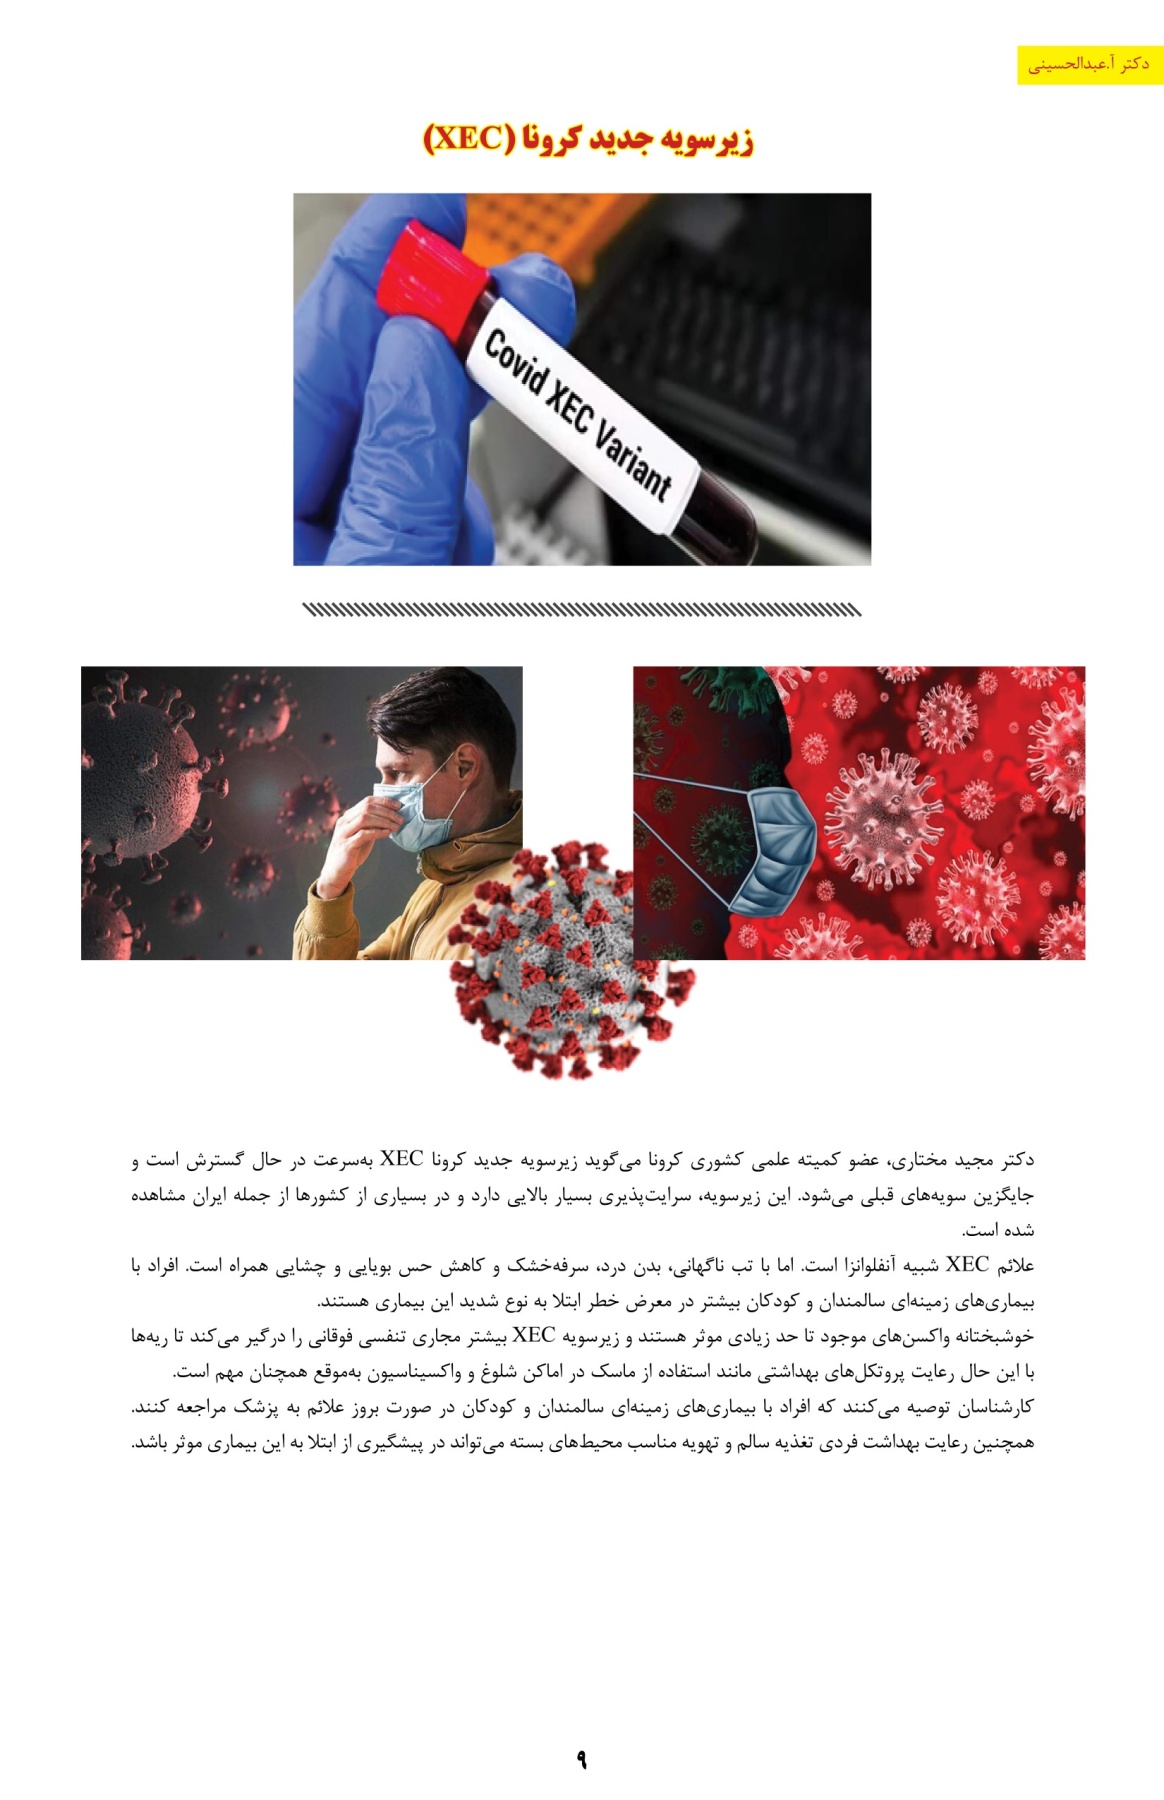 دکتر آ.عبدالحسینی
زیرسویه جدید کرونا (XEC)
Covid XEC Variant
دکتر مجید مختاری، عضو کمیته علمی کشوری کرونا می‌گوید زیرسویه جدید کرونا XEC به‌سرعت در حال گسترش است و
جایگزین سویه‌های قبلی می‌شود. این زیرسویه، سرایت‌پذیری بسیار بالایی دارد و در بسیاری از کشورها از جمله ایران مشاهده
شده است.
علائم XEC شبیه آنفلوانزا است. اما با تب ناگهانی، بدن درد، سرفه‌خشک و کاهش حس بویایی و چشایی همراه است. افراد با
بیماری‌های زمینه‌ای سالمندان و کودکان بیشتر در معرض خطر ابتلا به نوع شدید این بیماری هستند.
خوشبختانه واکسن‌های موجود تا حد زیادی موثر هستند و زیرسویه XEC بیشتر مجاری تنفسی فوقانی را درگیر می‌کند تا ریه‌ها
با این حال رعایت پروتکل‌های بهداشتی مانند استفاده از ماسک در اماکن شلوغ و واکسیناسیون به‌موقع همچنان مهم است.
کارشناسان توصیه می‌کنند که افراد با بیماری‌های زمینه‌ای سالمندان و کودکان در صورت بروز علائم به پزشک مراجعه کنند.
همچنین رعایت بهداشت فردی تغذیه سالم و تهویه مناسب محیط‌های بسته می‌تواند در پیشگیری از ابتلا به این بیماری موثر باشد.
۹